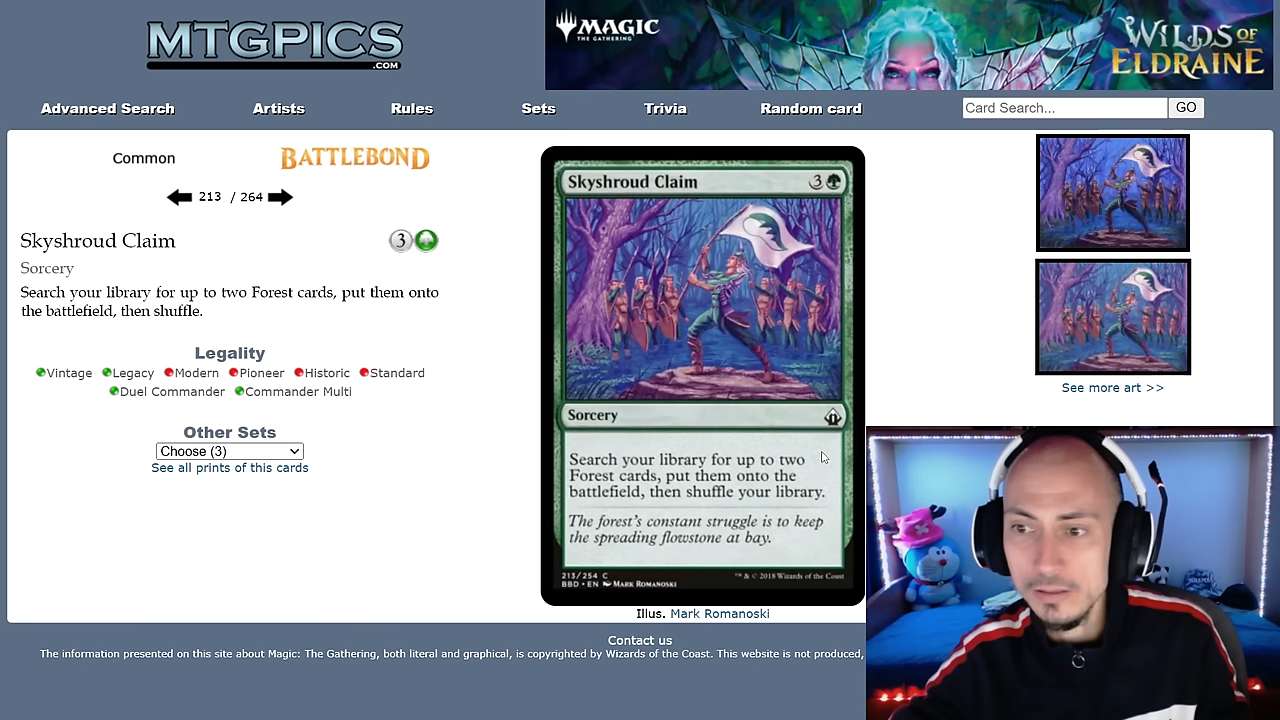 MTGPICS
.COM
MAGIC
THE GATHERING
WILDS OF
ELDRAINE
Advanced Search Artists Rules Sets Trivia Random card Card Search... GO
Common BATTLEBOND
213 / 264
Skyshroud Claim 3
Sorcery
Search your library for up to two Forest cards, put them onto
the battlefield, then shuffle.
Legality
Vintage Legacy Modern Pioneer Historic Standard
Duel Commander Commander Multi
Other Sets
Choose (3)
See all prints of this cards
Skyshroud Claim 3
Sorcery
Search your library for up to two
Forest cards, put them onto the
battlefield, then shuffle your library.
The forest's constant struggle is to keep
the spreading flowstone at bay.
213/254 C
BBD • EN MARK ROMANOSKI
™ & © 2018 Wizards of the Coast
Illus. Mark Romanoski
See more art >>
Contact us
The information presented on this site about Magic: The Gathering, both literal and graphical, is copyrighted by Wizards of the Coast. This website is not produced,